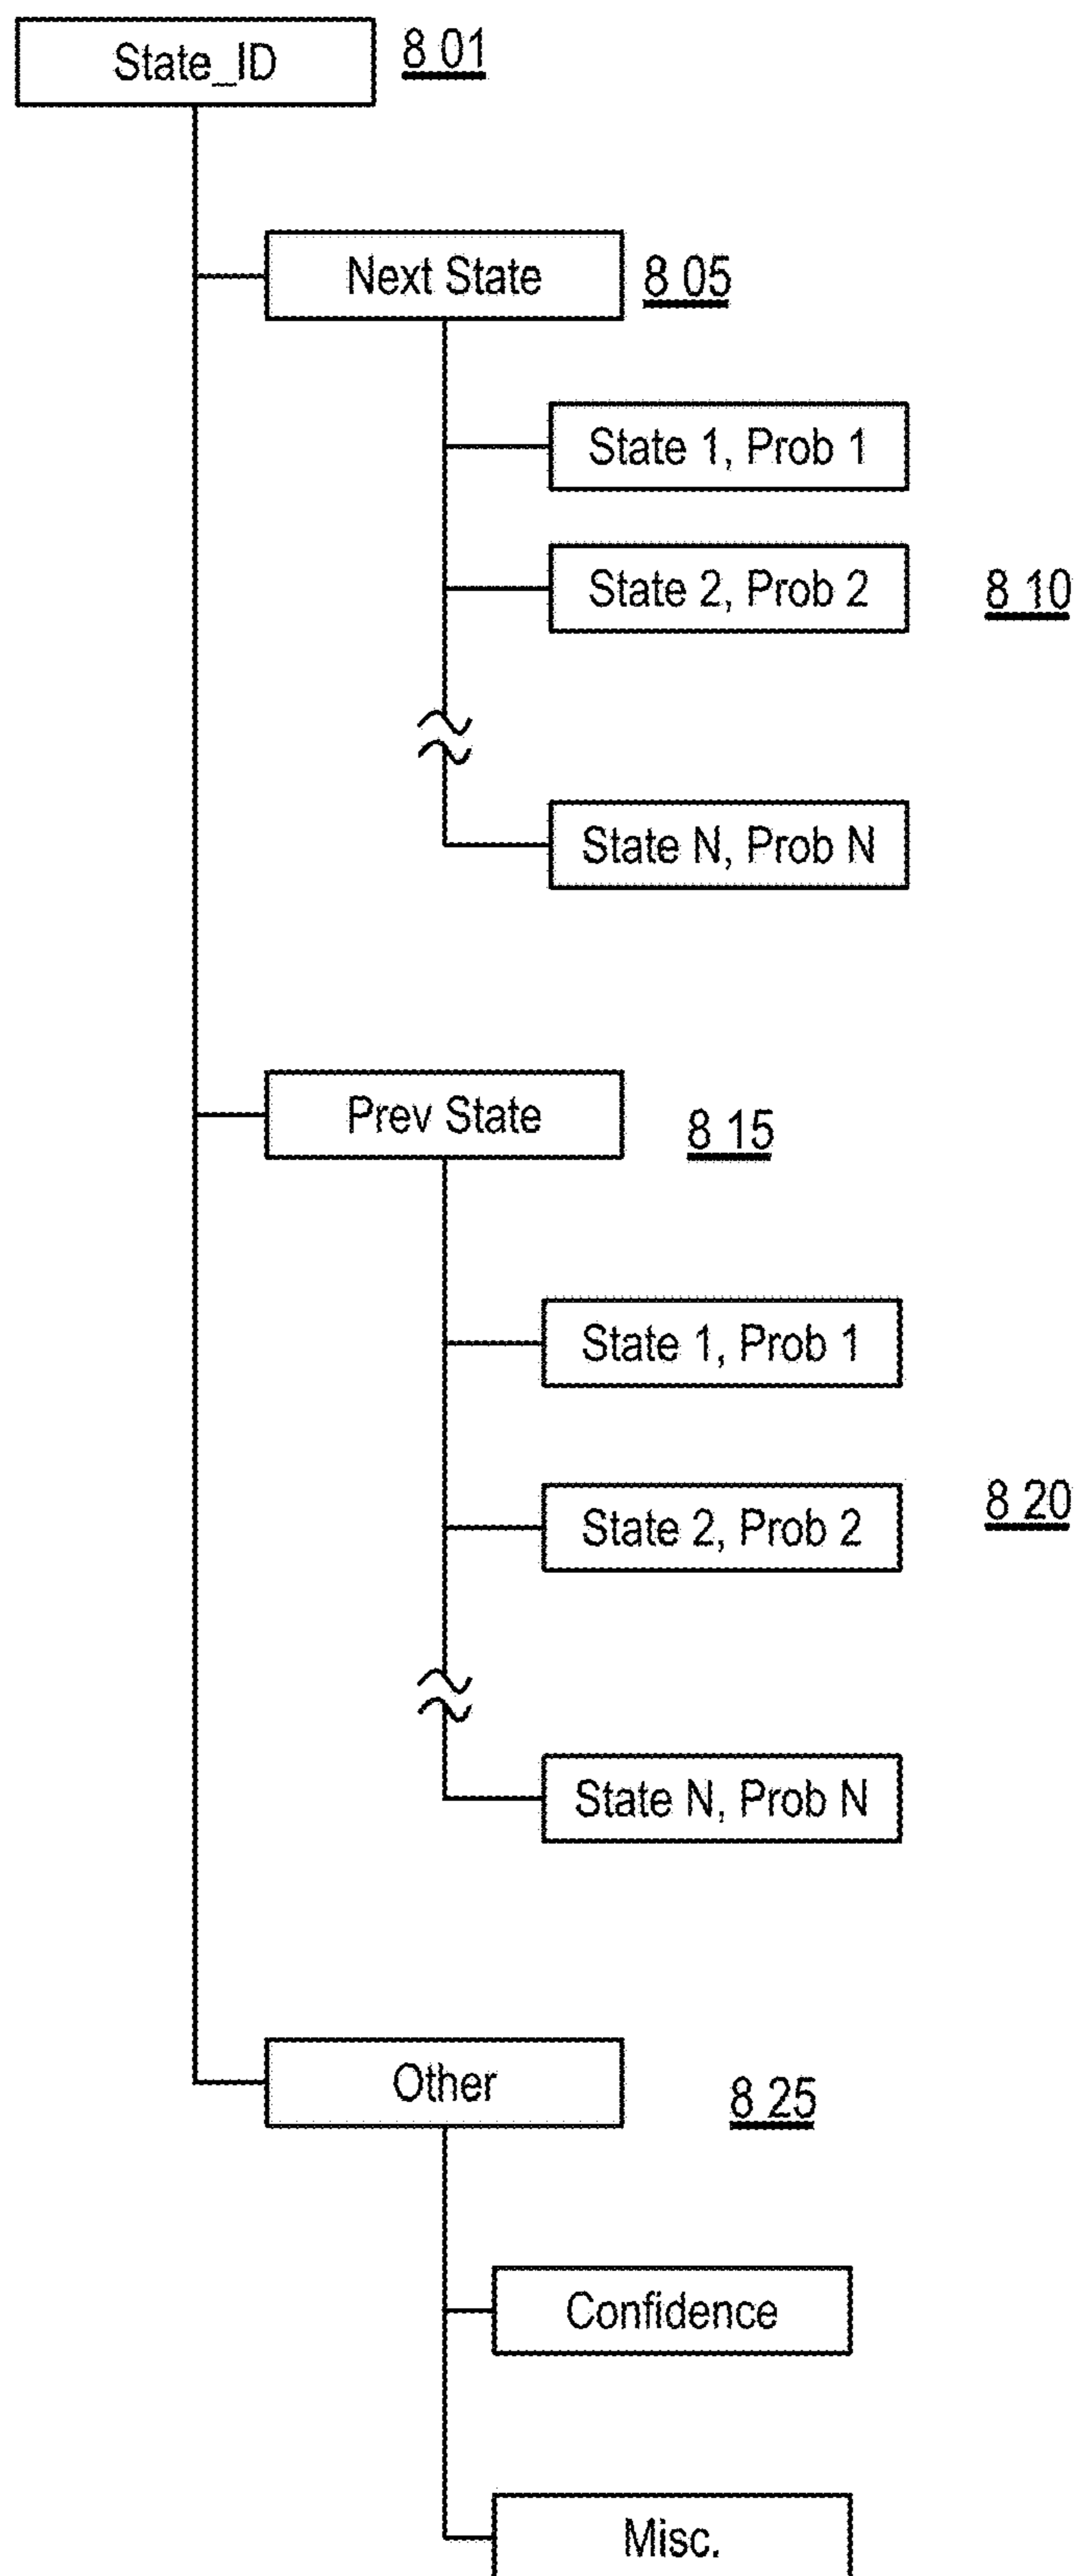 State_ID 8 01
Next State 8 05
State 1, Prob 1
State 2, Prob 2 8 10
State N, Prob N
Prev State 8 15
State 1, Prob 1
State 2, Prob 2 8 20
State N, Prob N
Other 8 25
Confidence
Misc.